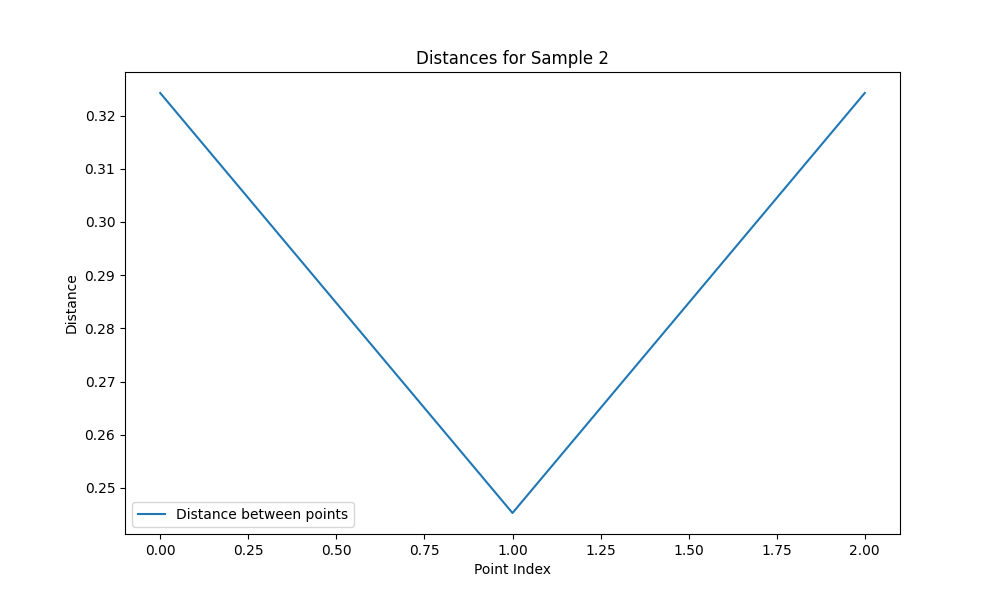 Distances for Sample 2
0.32
0.31
0.30
0.29
0.28
0.27
0.26
0.25
Distance
Distance between points
0.00 0.25 0.50 0.75 1.00 1.25 1.50 1.75 2.00
Point Index